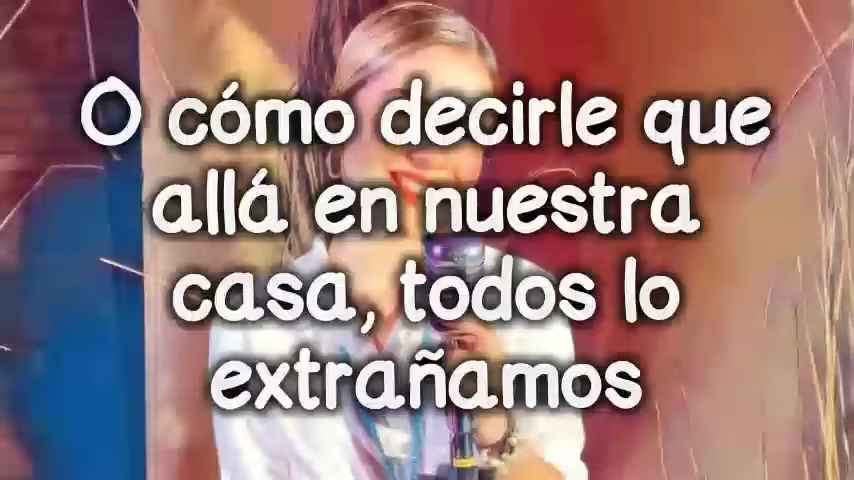 O cómo decirle que
allá en nuestra
casa, todos lo
extrañamos